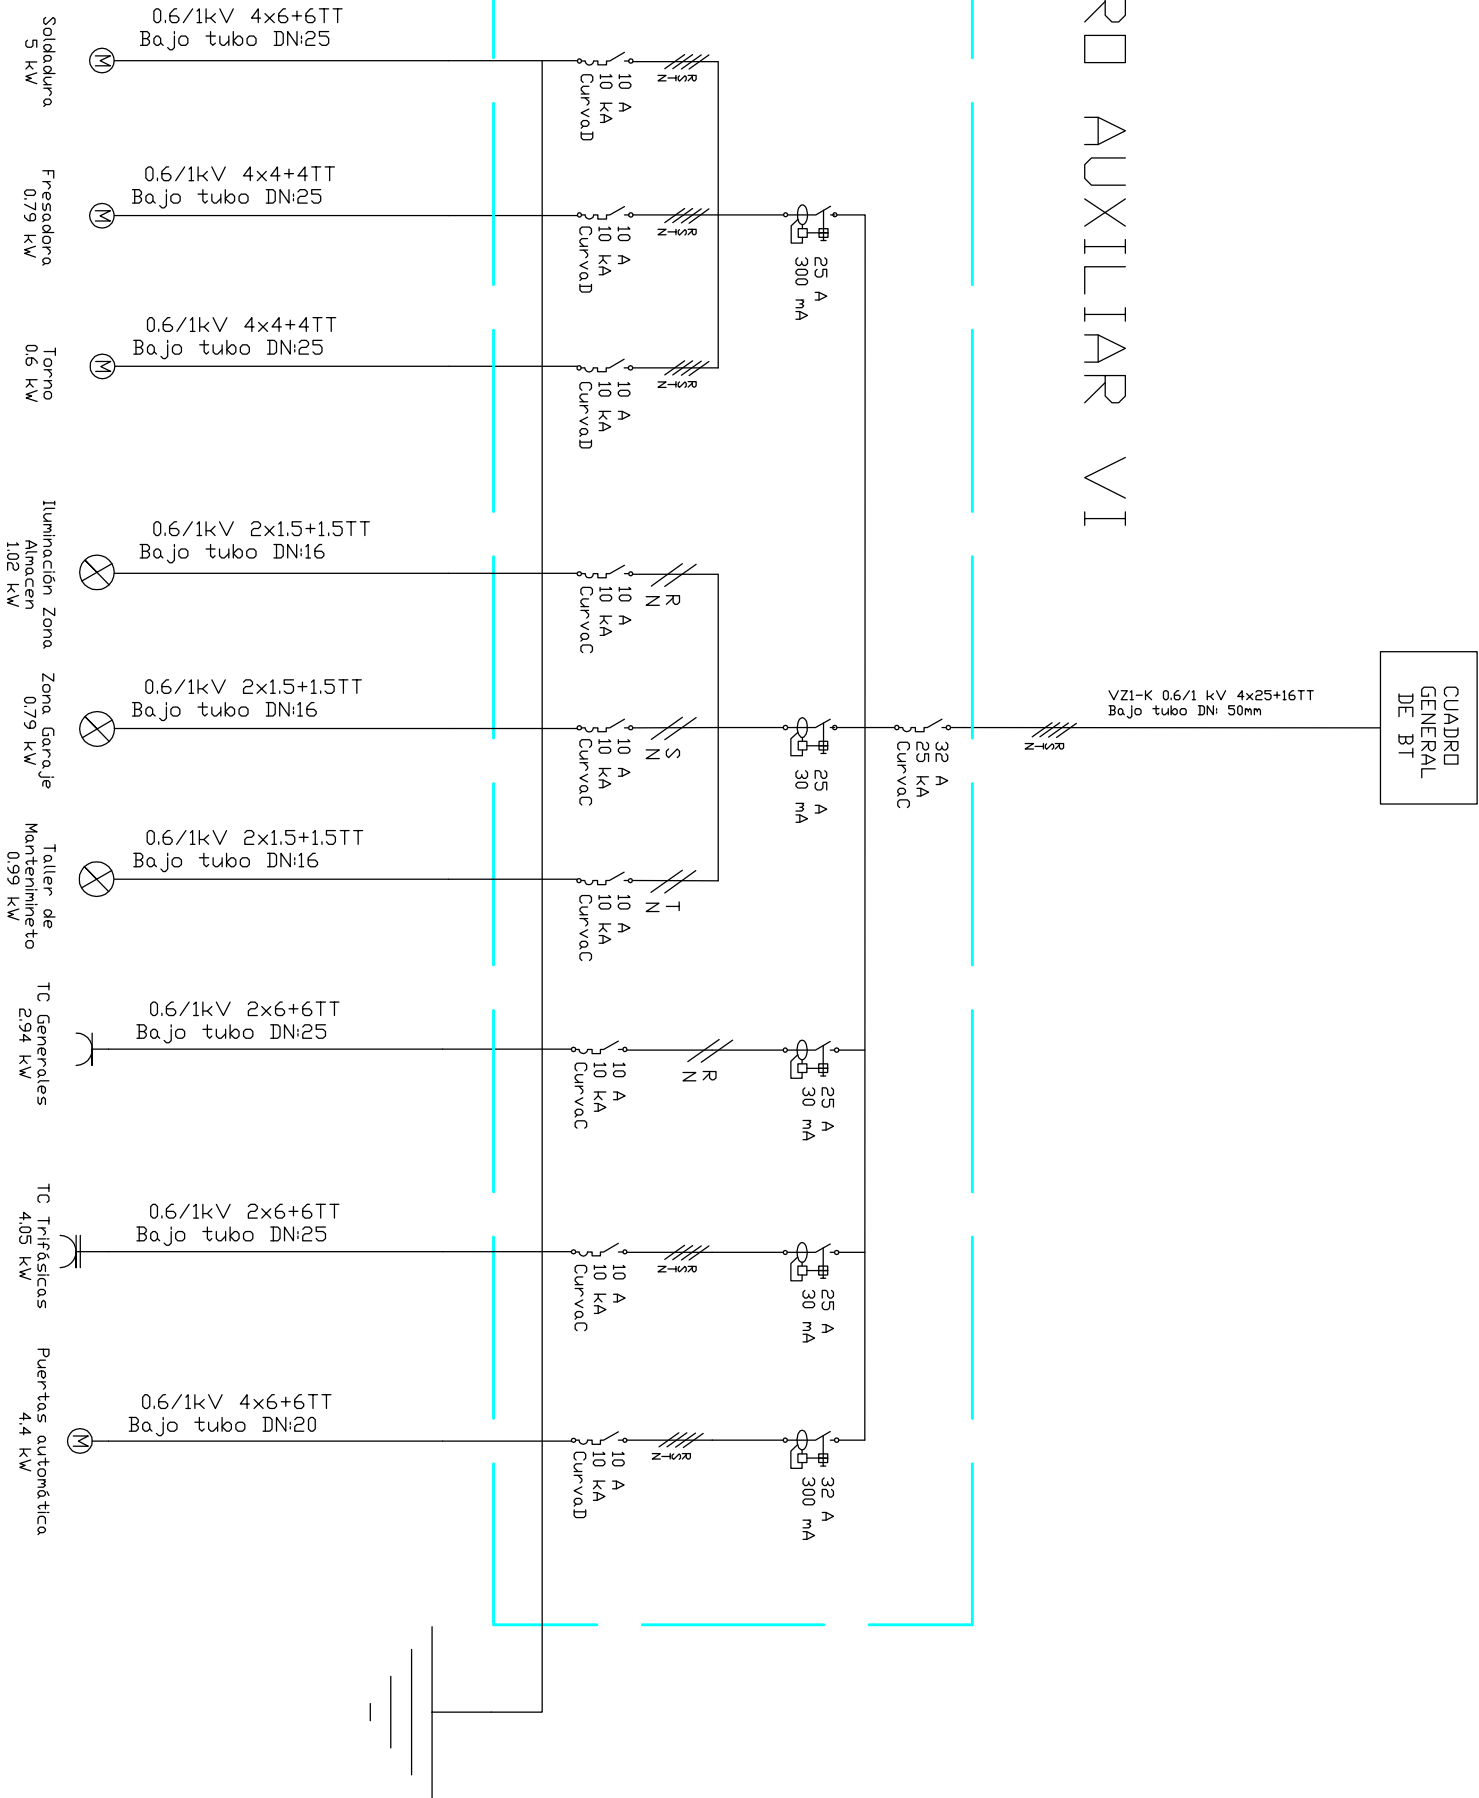 RO AUXILIAR VI
CUADRO
GENERAL
DE BT
VZ1-K 0.6/1 kV 4x25+16TT
Bajo tubo DN: 50mm
RSTN
32 A
25 kA
CurvaC
25 A
300 mA
25 A
30 mA
25 A
30 mA
25 A
30 mA
32 A
300 mA
RSTN
10 A
10 kA
CurvaD
0.6/1kV 4x6+6TT
Bajo tubo DN:25
M
Soldadura
5 kW
RSTN
10 A
10 kA
CurvaD
0.6/1kV 4x4+4TT
Bajo tubo DN:25
M
Fresadora
0.79 kW
RSTN
10 A
10 kA
CurvaD
0.6/1kV 4x4+4TT
Bajo tubo DN:25
M
Torno
0.6 kW
R
N
10 A
10 kA
CurvaC
0.6/1kV 2x1.5+1.5TT
Bajo tubo DN:16
Iluminación Zona
Almacen
1.02 kW
S
N
10 A
10 kA
CurvaC
0.6/1kV 2x1.5+1.5TT
Bajo tubo DN:16
Zona Garaje
0.79 kW
T
N
10 A
10 kA
CurvaC
0.6/1kV 2x1.5+1.5TT
Bajo tubo DN:16
Taller de
Mantenimineto
0.99 kW
R
N
10 A
10 kA
CurvaC
0.6/1kV 2x6+6TT
Bajo tubo DN:25
TC Generales
2.94 kW
RSTN
10 A
10 kA
CurvaC
0.6/1kV 2x6+6TT
Bajo tubo DN:25
TC Trifásicas
4.05 kW
RSTN
10 A
10 kA
CurvaD
0.6/1kV 4x6+6TT
Bajo tubo DN:20
M
Puertas automática
4.4 kW